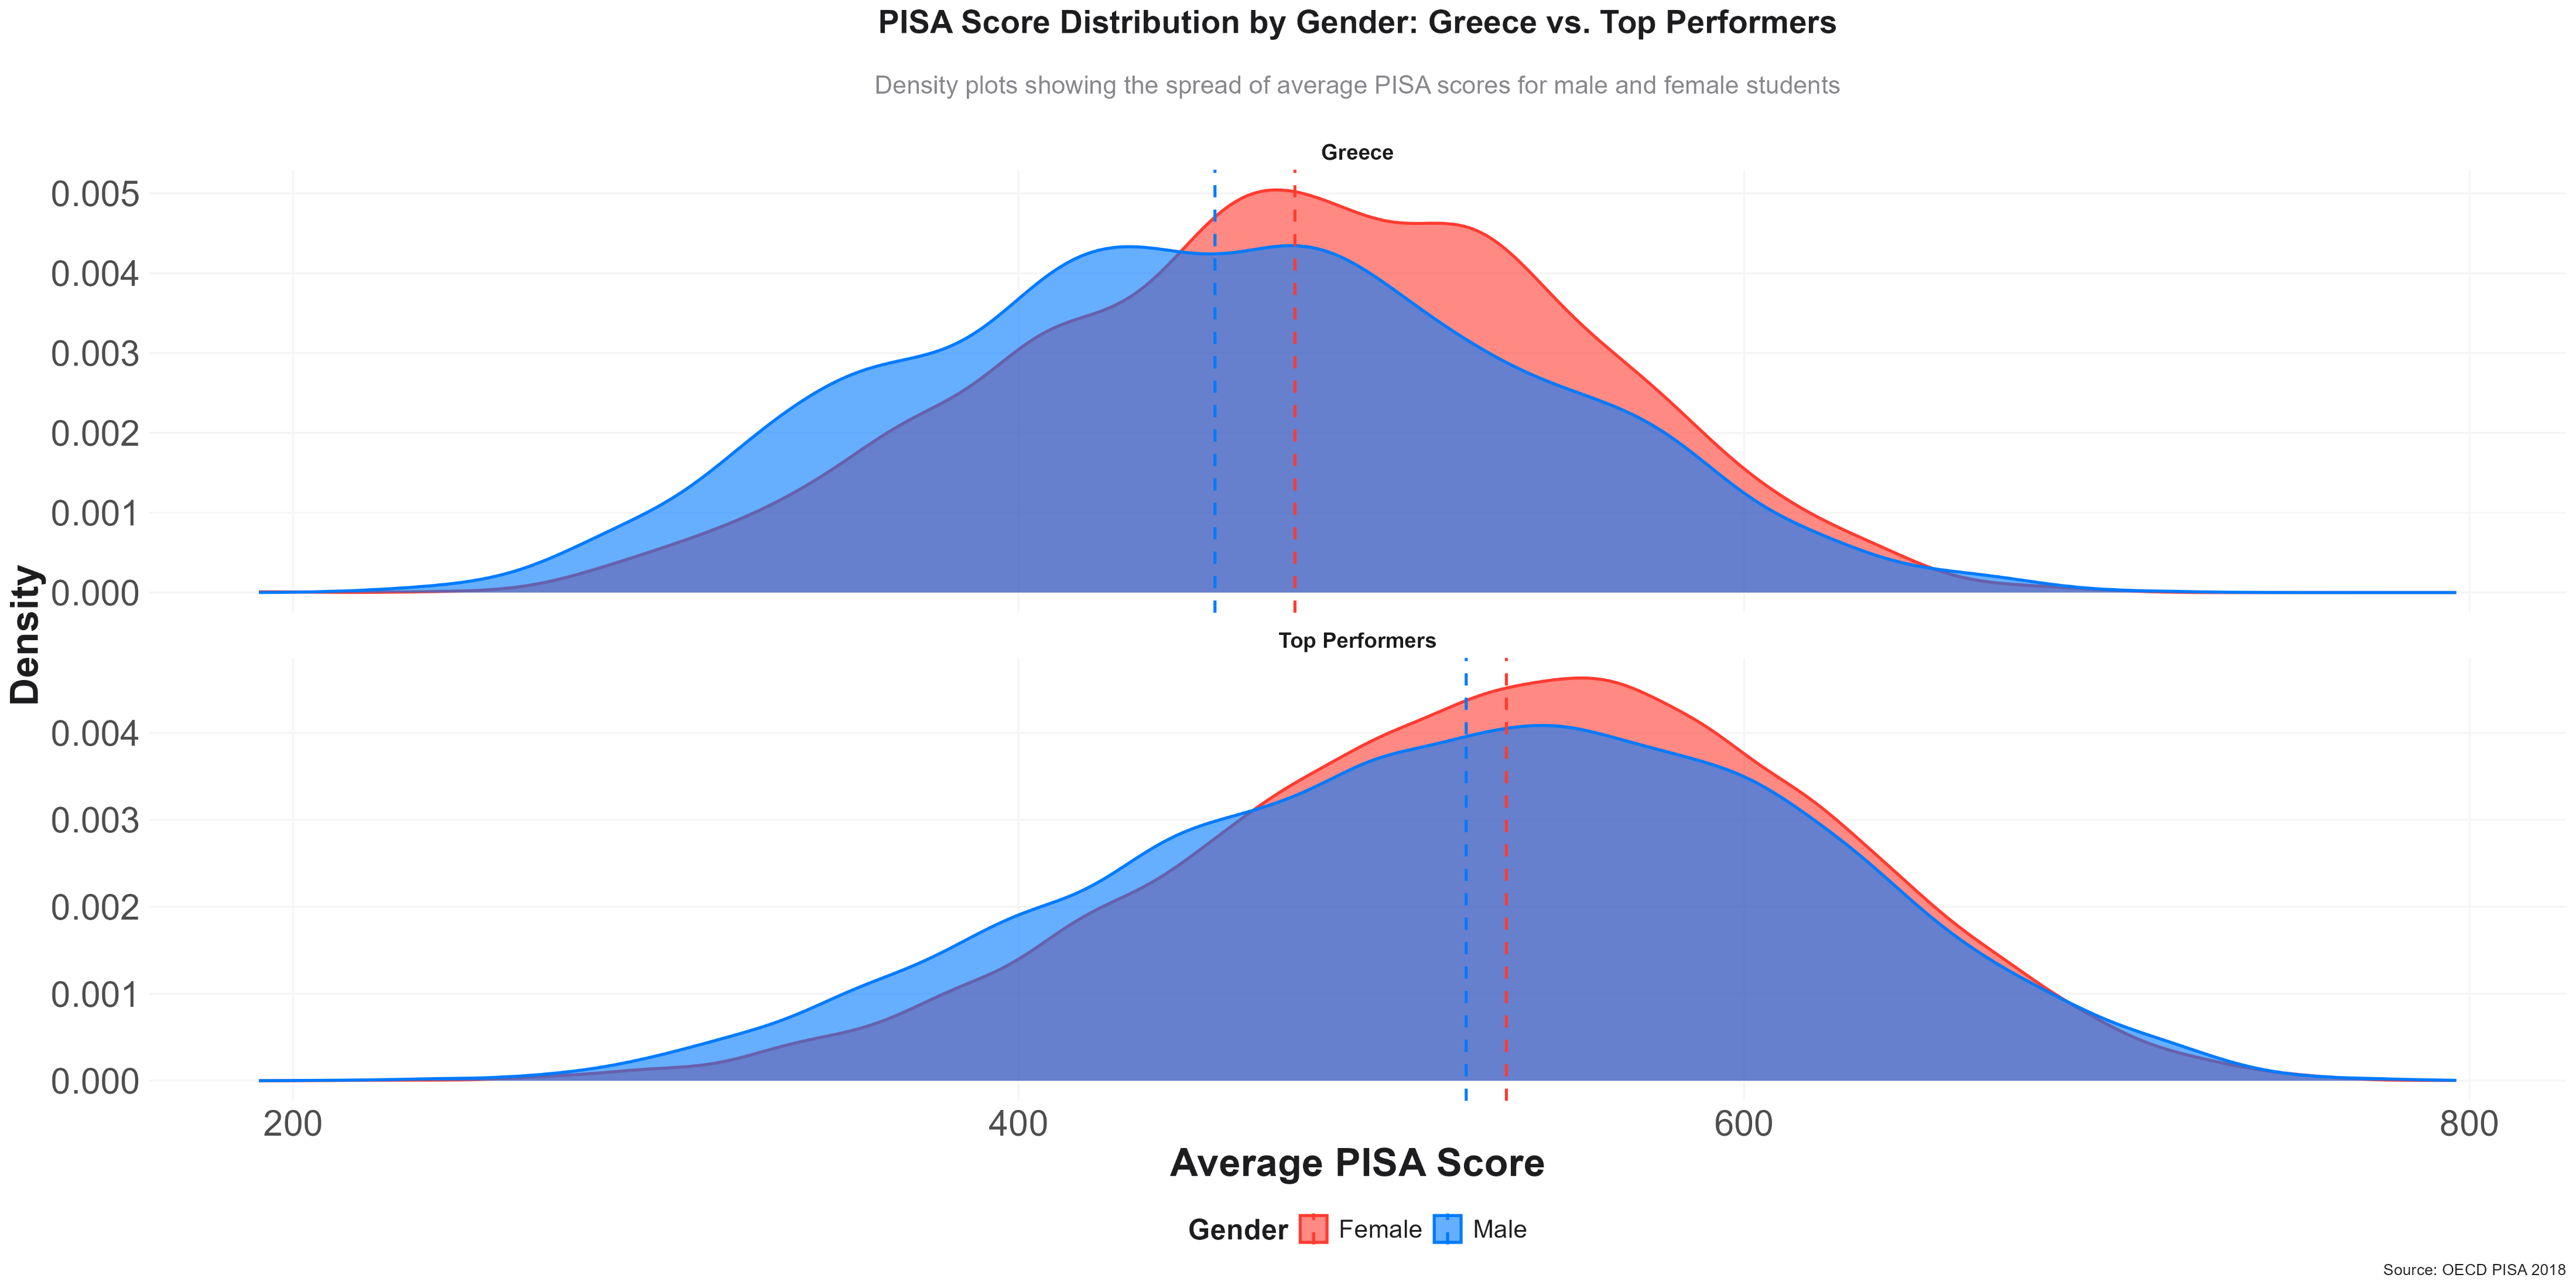 PISA Score Distribution by Gender: Greece vs. Top Performers
Density plots showing the spread of average PISA scores for male and female students
Greece
0.005
0.004
0.003
0.002
0.001
0.000
Density
Top Performers
0.004
0.003
0.002
0.001
0.000
200 400 600 800
Average PISA Score
Gender Female Male
Source: OECD PISA 2018